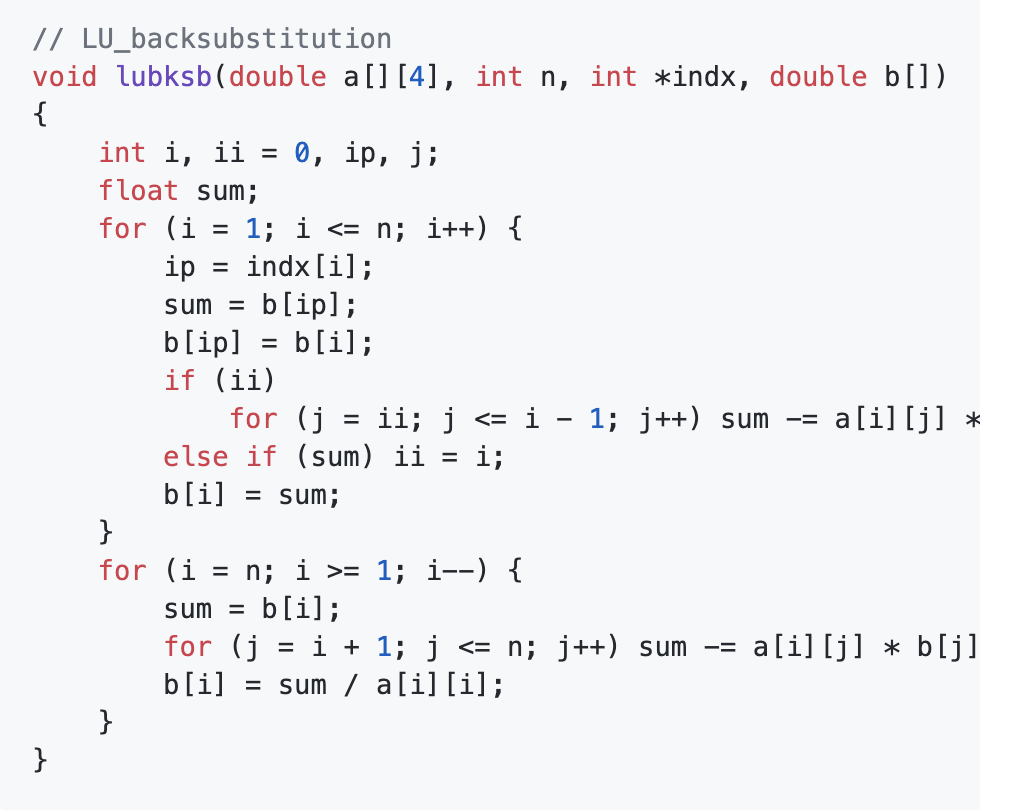 // LU_backsubstitution
void lubksb(double a[][4], int n, int *indx, double b[])
{
    int i, ii = 0, ip, j;
    float sum;
    for (i = 1; i <= n; i++) {
        ip = indx[i];
        sum = b[ip];
        b[ip] = b[i];
        if (ii)
            for (j = ii; j <= i - 1; j++) sum -= a[i][j] *
        else if (sum) ii = i;
        b[i] = sum;
    }
    for (i = n; i >= 1; i--) {
        sum = b[i];
        for (j = i + 1; j <= n; j++) sum -= a[i][j] * b[j]
        b[i] = sum / a[i][i];
    }
}